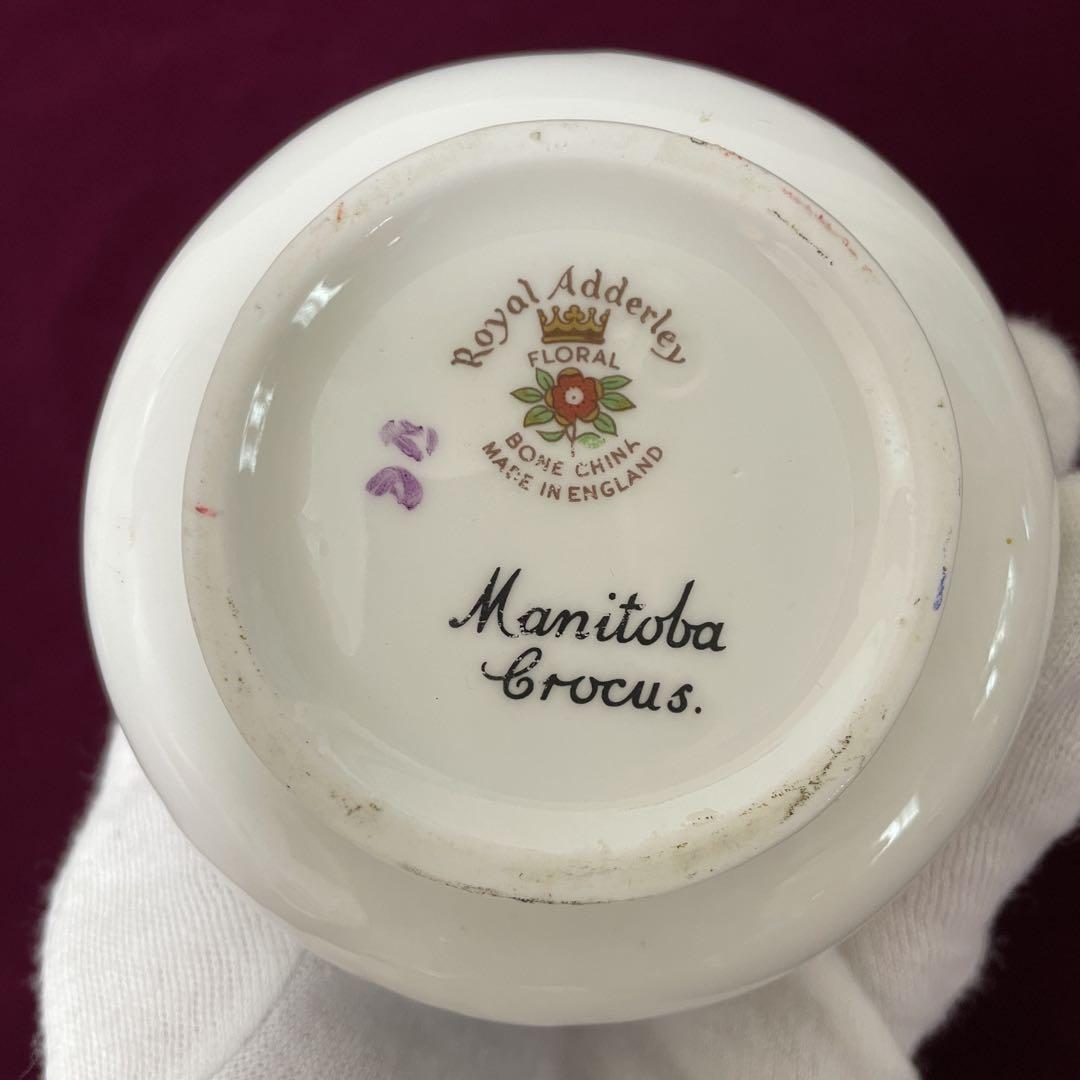 Royal Adderley
FLORAL
BONE CHINA
MADE IN ENGLAND
Manitoba
Crocus.